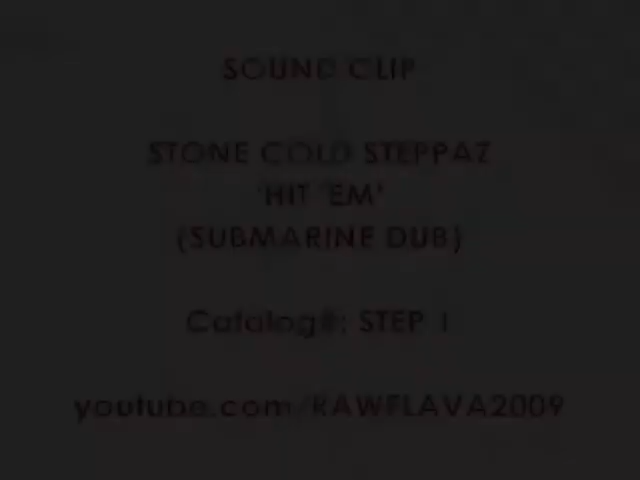 SOUND CLIP
STONE COLD STEPPAZ
'HIT 'EM'
(SUBMARINE DUB)
Catalog#: STEP 1
youtube.com/RAWFLAVA2009